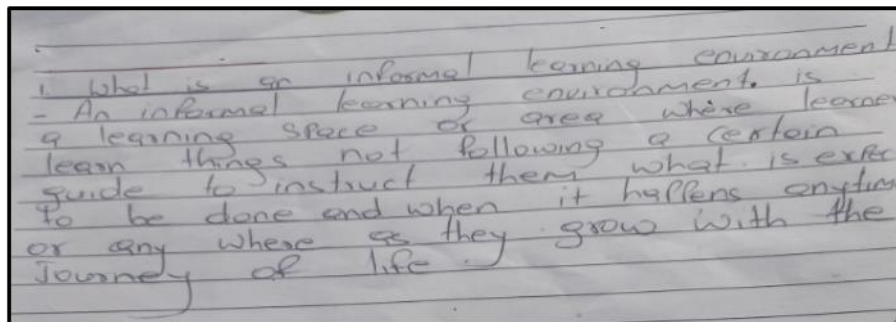 1. What is an informal learning environment
- An informal learning environment. is
a learning space or area where learne
learn things not following a certain
guide to instruct them what is expec
to be done and when it happens anytim
or any where as they grow with the
Journey of life.